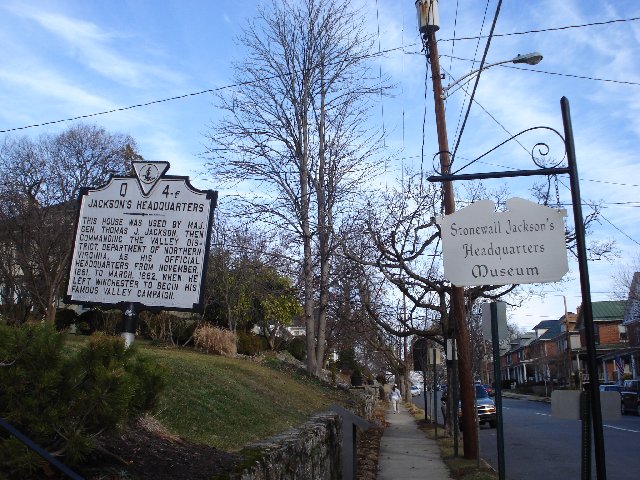 Q 4-f
JACKSON'S HEADQUARTERS
THIS HOUSE WAS USED BY MAJ.
GEN. THOMAS J. JACKSON, THEN
COMMANDING THE VALLEY DIS-
TRICT DEPARTMENT OF NORTHERN
VIRGINIA, AS HIS OFFICIAL
HEADQUARTERS FROM NOVEMBER,
1861, TO MARCH, 1862, WHEN HE
LEFT WINCHESTER TO BEGIN HIS
FAMOUS VALLEY CAMPAIGN.
Stonewall Jackson's
Headquarters
Museum